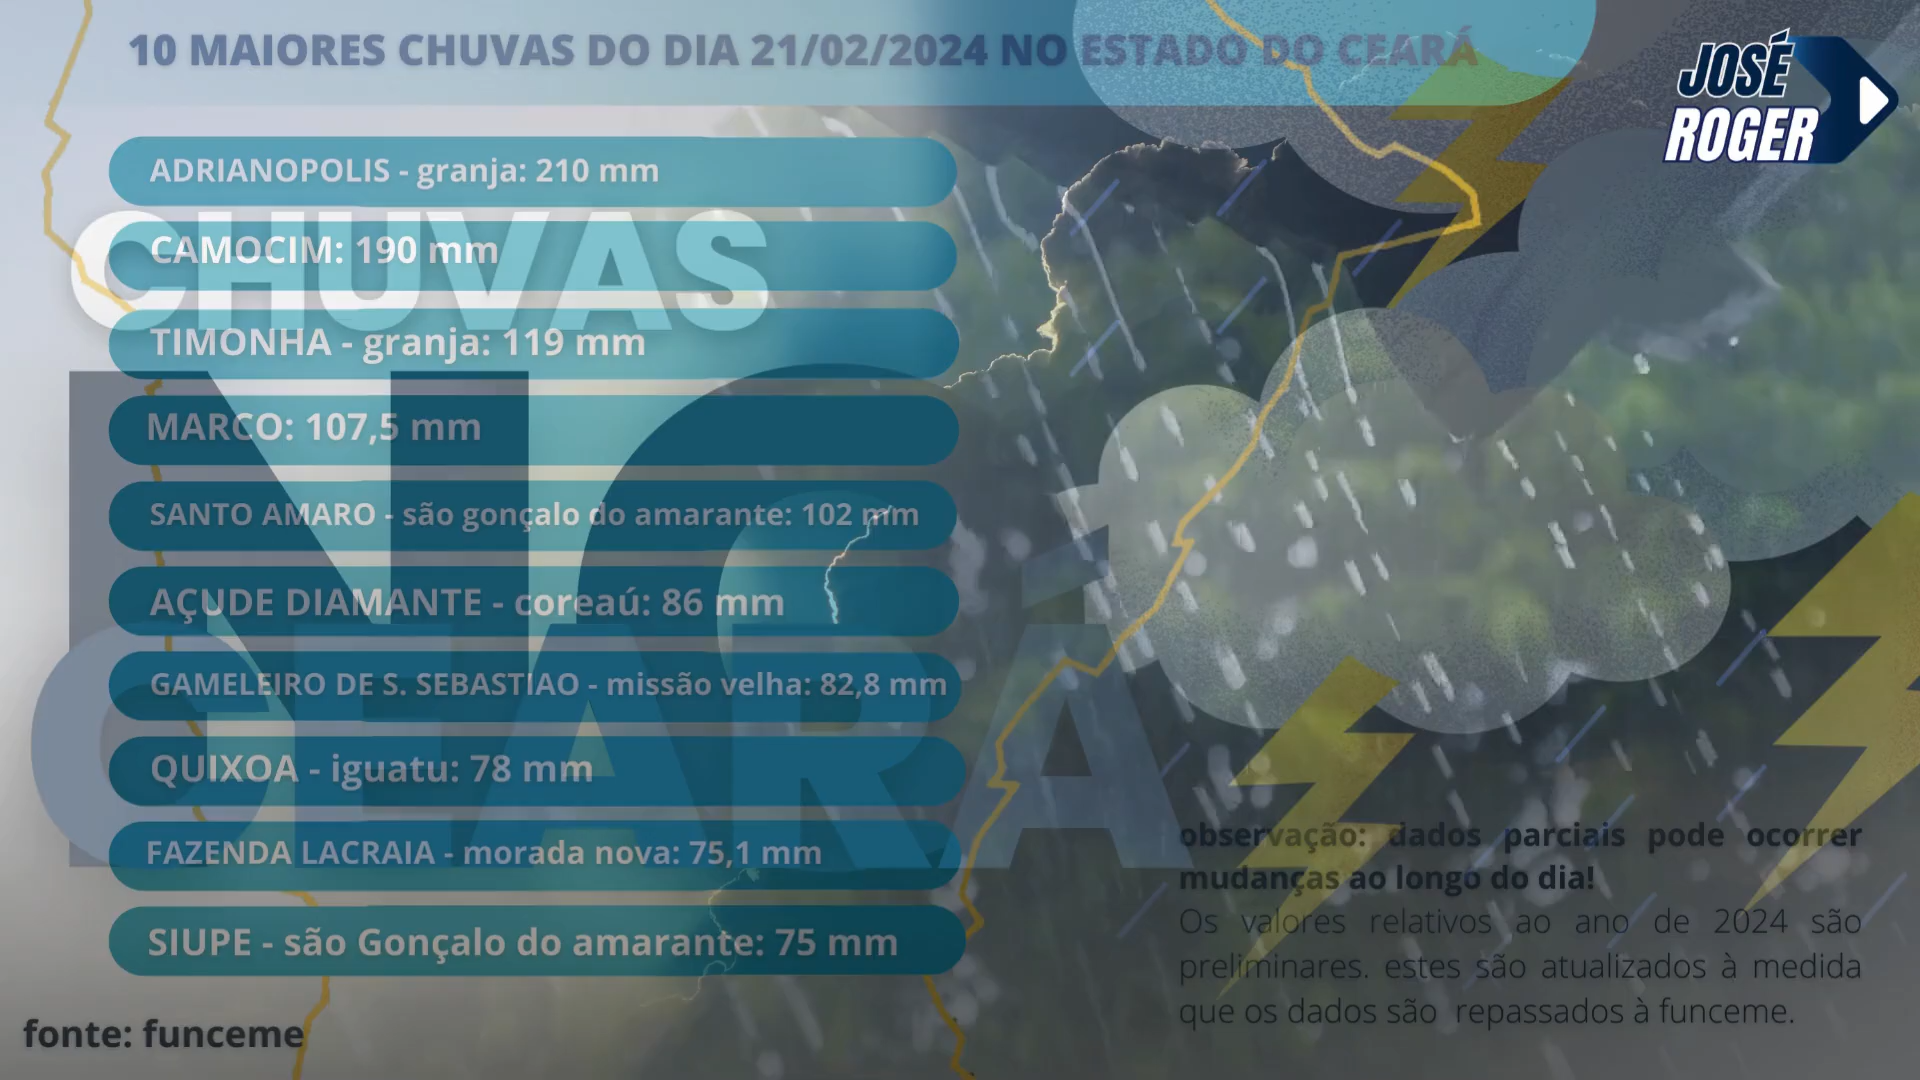 10 MAIORES CHUVAS DO DIA 21/02/2024 NO ESTADO DO CEARÁ
JOSÉ
ROGER
ADRIANOPOLIS - granja: 210 mm
CHUVAS
CAMOCIM: 190 mm
TIMONHA - granja: 119 mm
NO
MARCO: 107,5 mm
SANTO AMARO - são gonçalo do amarante: 102 mm
AÇUDE DIAMANTE - coreaú: 86 mm
CEARÁ
GAMELEIRO DE S. SEBASTIAO - missão velha: 82,8 mm
QUIXOA - iguatu: 78 mm
FAZENDA LACRAIA - morada nova: 75,1 mm
SIUPE - são Gonçalo do amarante: 75 mm
observação: dados parciais pode ocorrer
mudanças ao longo do dia!
Os valores relativos ao ano de 2024 são
preliminares. estes são atualizados à medida
que os dados são repassados à funceme.
fonte: funceme